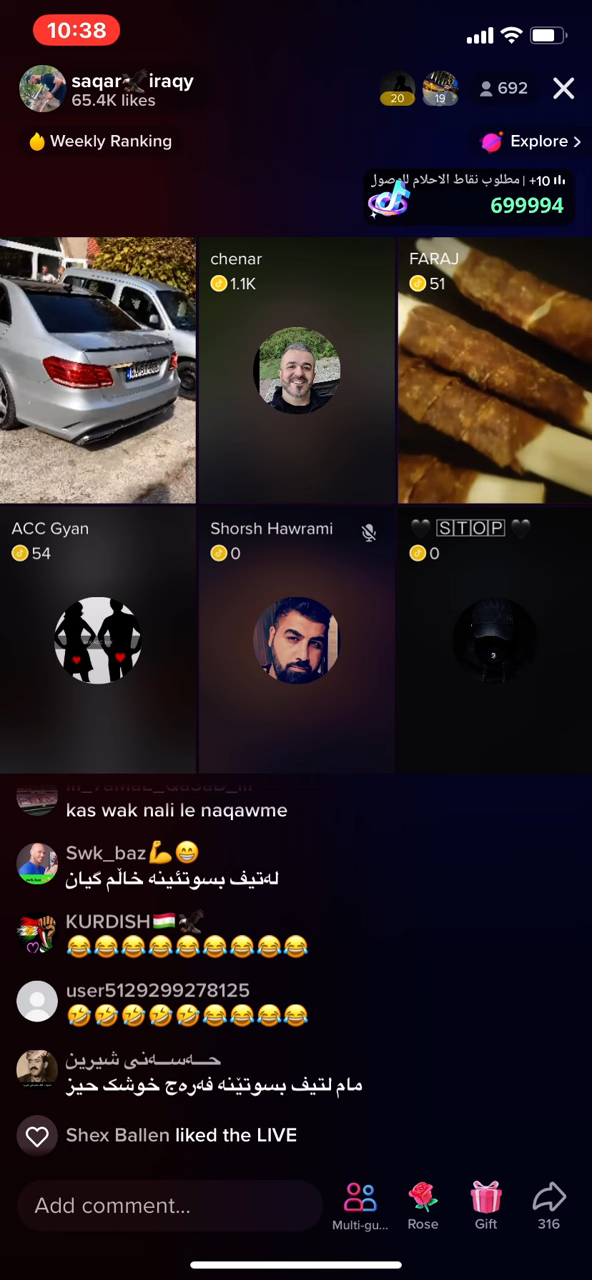 10:38
saqar🦅iraqy
65.4K likes
20
19
692
Weekly Ranking
Explore >
مطلوب نقاط الاحلام للوصول | +10
699994
chenar
1.1K
FARAJ
51
ACC Gyan
54
Shorsh Hawrami
0
🖤 🅂🅃🄾🄿 🖤
0
kas wak nali le naqawme
Swk_baz💪😁
لەتیف بسوتئینە خاڵم گیان
KURDISH🇹🇯🦅
😂😂😂😂😂😂😂😂😂
user5129299278125
🤣🤣🤣🤣🤣😂😂😂😂
حـــەســـەنی شیرین
مام لتیف بسوتێنە فەرەج خوشک حیز
Shex Ballen liked the LIVE
Add comment...
Multi-gu...
Rose
Gift
316